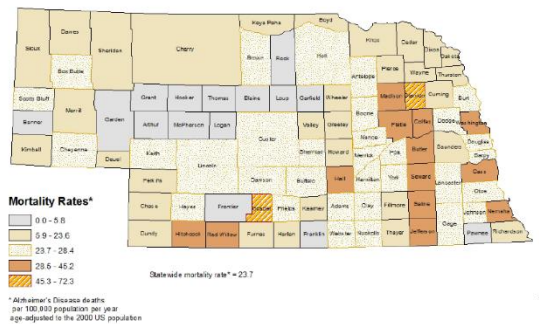 Keya Paha Boyd
Dawes Knox Cedar
Sioux Sheridan Cherry Dixon Dakota
Brown Rock Holt
Box Butte Antelope Pierce Wayne Thurston
Scotts Bluff Grant Hooker Thomas Blaine Loup Garfield Wheeler Madison Cuming Burt
Morrill Garden Boone
Banner Arthur McPherson Logan Valley Greeley Platte Colfax Dodge Washington
Custer Nance
Kimball Cheyenne Keith Sherman Howard Merrick Polk Butler Saunders Douglas
Deuel Lincoln Sarpy
Perkins Dawson Buffalo Hall Hamilton York Seward Lancaster Cass
Otoe
Chase Hayes Frontier Gosper Phelps Kearney Adams Clay Fillmore Saline
Johnson Nemaha
Dundy Hitchcock Red Willow Furnas Harlan Franklin Webster Nuckolls Thayer Jefferson Gage Pawnee Richardson
Mortality Rates*
0.0 - 5.8
5.9 - 23.6
23.7 - 28.4
28.5 - 45.2
45.3 - 72.3
Statewide mortality rate* = 23.7
* Alzheimer's Disease deaths
per 100,000 population per year
age-adjusted to the 2000 US population